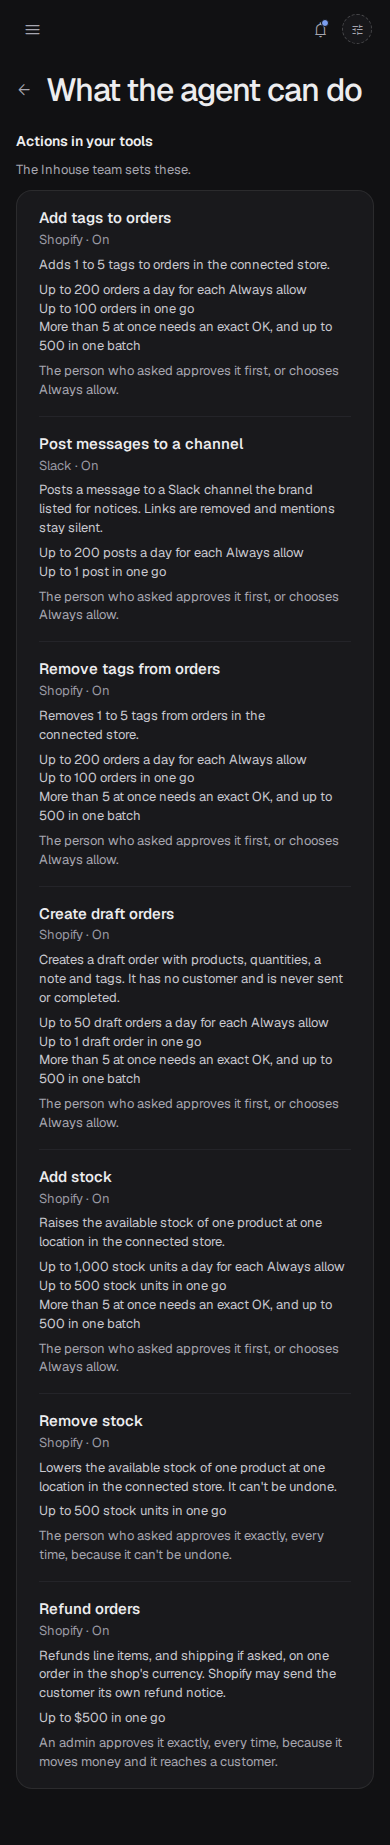 What the agent can do
Actions in your tools
The Inhouse team sets these.
Add tags to orders
Shopify · On
Adds 1 to 5 tags to orders in the connected store.
Up to 200 orders a day for each Always allow
Up to 100 orders in one go
More than 5 at once needs an exact OK, and up to
500 in one batch
The person who asked approves it first, or chooses
Always allow.
Post messages to a channel
Slack · On
Posts a message to a Slack channel the brand
listed for notices. Links are removed and mentions
stay silent.
Up to 200 posts a day for each Always allow
Up to 1 post in one go
The person who asked approves it first, or chooses
Always allow.
Remove tags from orders
Shopify · On
Removes 1 to 5 tags from orders in the
connected store.
Up to 200 orders a day for each Always allow
Up to 100 orders in one go
More than 5 at once needs an exact OK, and up to
500 in one batch
The person who asked approves it first, or chooses
Always allow.
Create draft orders
Shopify · On
Creates a draft order with products, quantities, a
note and tags. It has no customer and is never sent
or completed.
Up to 50 draft orders a day for each Always allow
Up to 1 draft order in one go
More than 5 at once needs an exact OK, and up to
500 in one batch
The person who asked approves it first, or chooses
Always allow.
Add stock
Shopify · On
Raises the available stock of one product at one
location in the connected store.
Up to 1,000 stock units a day for each Always allow
Up to 500 stock units in one go
More than 5 at once needs an exact OK, and up to
500 in one batch
The person who asked approves it first, or chooses
Always allow.
Remove stock
Shopify · On
Lowers the available stock of one product at one
location in the connected store. It can't be undone.
Up to 500 stock units in one go
The person who asked approves it exactly, every
time, because it can't be undone.
Refund orders
Shopify · On
Refunds line items, and shipping if asked, on one
order in the shop's currency. Shopify may send the
customer its own refund notice.
Up to $500 in one go
An admin approves it exactly, every time, because it
moves money and it reaches a customer.